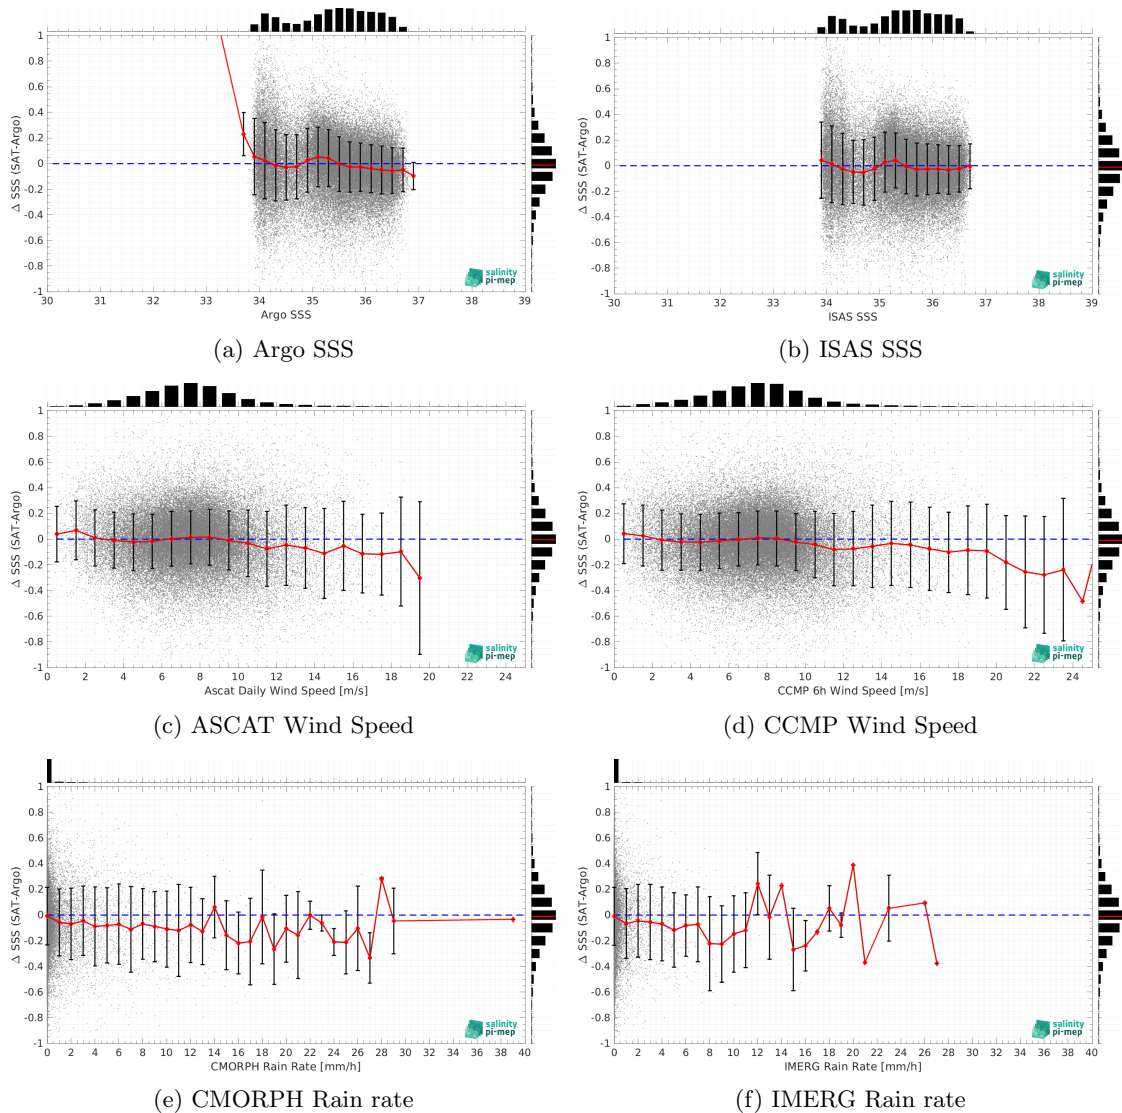 1
0.8
0.6
0.4
0.2
0
-0.2
-0.4
-0.6
-0.8
-1
Δ SSS (SAT-Argo)
salinity
pi-mep
30 31 32 33 34 35 36 37 38 39
Argo SSS
(a) Argo SSS
1
0.8
0.6
0.4
0.2
0
-0.2
-0.4
-0.6
-0.8
-1
Δ SSS (SAT-Argo)
salinity
pi-mep
30 31 32 33 34 35 36 37 38 39
ISAS SSS
(b) ISAS SSS
1
0.8
0.6
0.4
0.2
0
-0.2
-0.4
-0.6
-0.8
-1
Δ SSS (SAT-Argo)
salinity
pi-mep
0 2 4 6 8 10 12 14 16 18 20 22 24
Ascat Daily Wind Speed [m/s]
(c) ASCAT Wind Speed
1
0.8
0.6
0.4
0.2
0
-0.2
-0.4
-0.6
-0.8
-1
Δ SSS (SAT-Argo)
salinity
pi-mep
0 2 4 6 8 10 12 14 16 18 20 22 24
CCMP 6h Wind Speed [m/s]
(d) CCMP Wind Speed
1
0.8
0.6
0.4
0.2
0
-0.2
-0.4
-0.6
-0.8
-1
Δ SSS (SAT-Argo)
salinity
pi-mep
0 2 4 6 8 10 12 14 16 18 20 22 24 26 28 30 32 34 36 38 40
CMORPH Rain Rate [mm/h]
(e) CMORPH Rain rate
1
0.8
0.6
0.4
0.2
0
-0.2
-0.4
-0.6
-0.8
-1
Δ SSS (SAT-Argo)
salinity
pi-mep
0 2 4 6 8 10 12 14 16 18 20 22 24 26 28 30 32 34 36 38 40
IMERG Rain Rate [mm/h]
(f) IMERG Rain rate